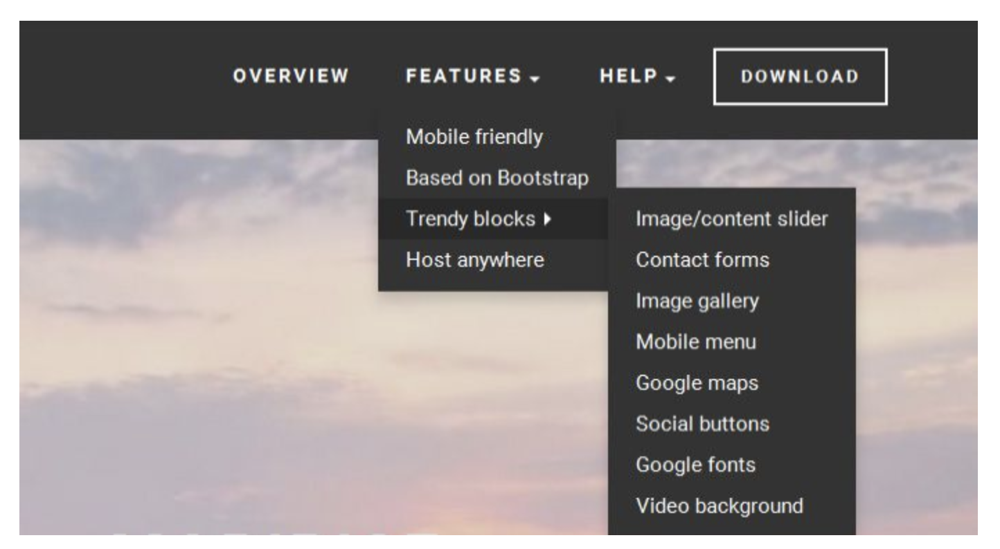 OVERVIEW FEATURES HELP DOWNLOAD
Mobile friendly
Based on Bootstrap
Trendy blocks
Host anywhere
Image/content slider
Contact forms
Image gallery
Mobile menu
Google maps
Social buttons
Google fonts
Video background